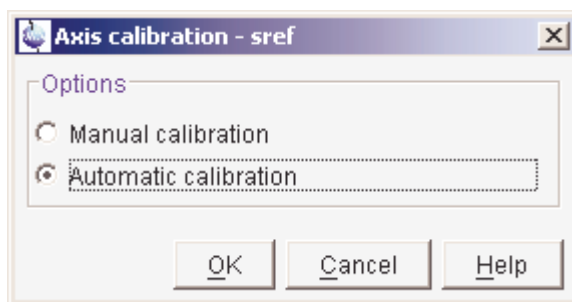 Axis calibration - sref
Options
Manual calibration
Automatic calibration
OK Cancel Help